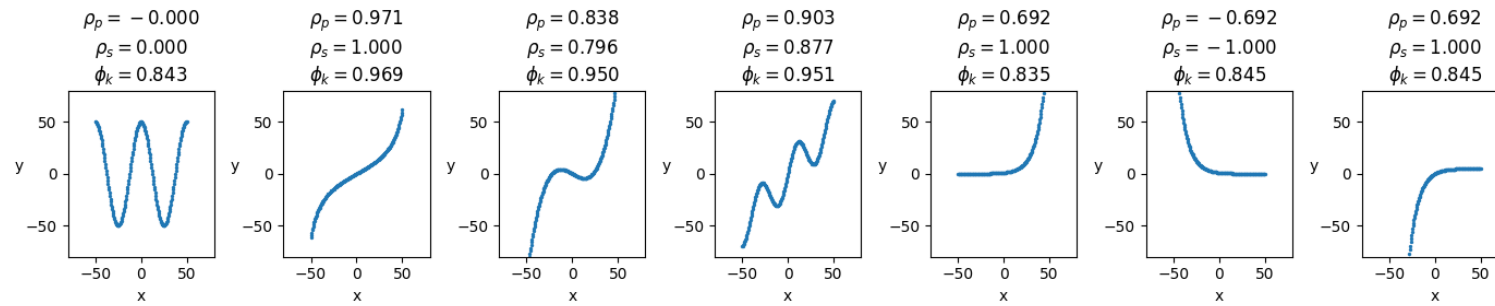 ρ_p = −0.000 ρ_p = 0.971 ρ_p = 0.838 ρ_p = 0.903 ρ_p = 0.692 ρ_p = −0.692 ρ_p = 0.692
ρ_s = 0.000 ρ_s = 1.000 ρ_s = 0.796 ρ_s = 0.877 ρ_s = 1.000 ρ_s = −1.000 ρ_s = 1.000
ϕ_k = 0.843 ϕ_k = 0.969 ϕ_k = 0.950 ϕ_k = 0.951 ϕ_k = 0.835 ϕ_k = 0.845 ϕ_k = 0.845
50 50 50 50 50 50 50
y 0 y 0 y 0 y 0 y 0 y 0 y 0
−50 −50 −50 −50 −50 −50 −50
−50 0 50 −50 0 50 −50 0 50 −50 0 50 −50 0 50 −50 0 50 −50 0 50
x x x x x x x